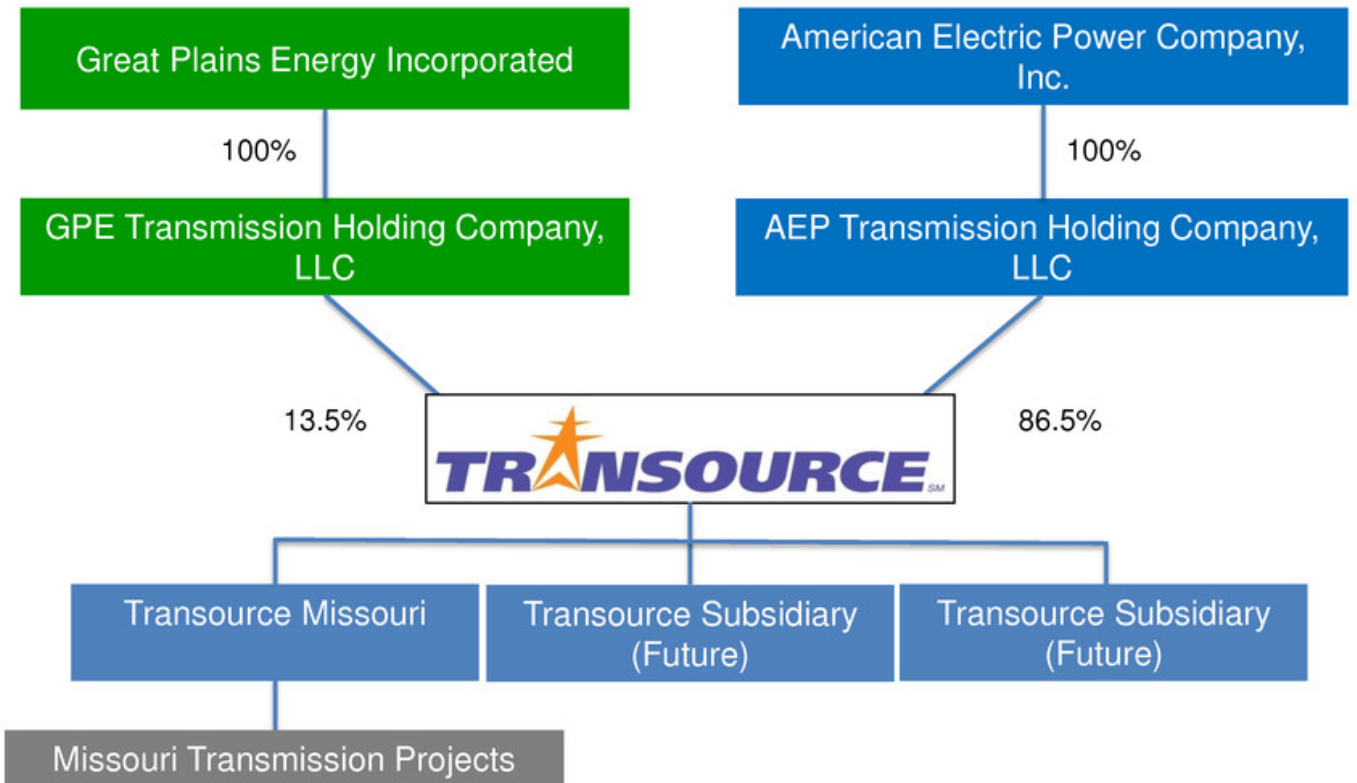 Great Plains Energy Incorporated
American Electric Power Company,
Inc.
100%
100%
GPE Transmission Holding Company,
LLC
AEP Transmission Holding Company,
LLC
13.5%
86.5%
TRANSOURCE SM
Transource Missouri
Transource Subsidiary
(Future)
Transource Subsidiary
(Future)
Missouri Transmission Projects